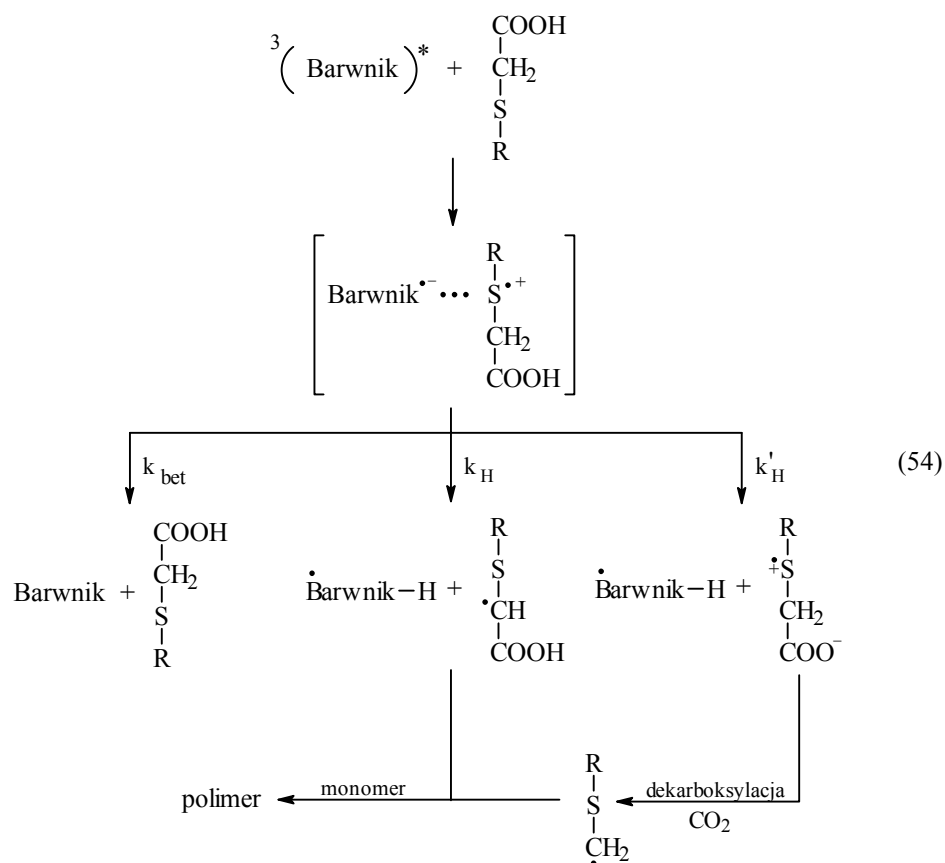 3( Barwnik )* + COOH
CH2
S
R
R
Barwnik•− ••• S•+
CH2
COOH
k bet
k H
k'H
(54)
Barwnik + COOH
CH2
S
R
•Barwnik−H + R
S
•CH
COOH
•Barwnik−H + R
•+S
CH2
COO−
polimer
monomer
R
S
CH2
•
dekarboksylacja
CO2